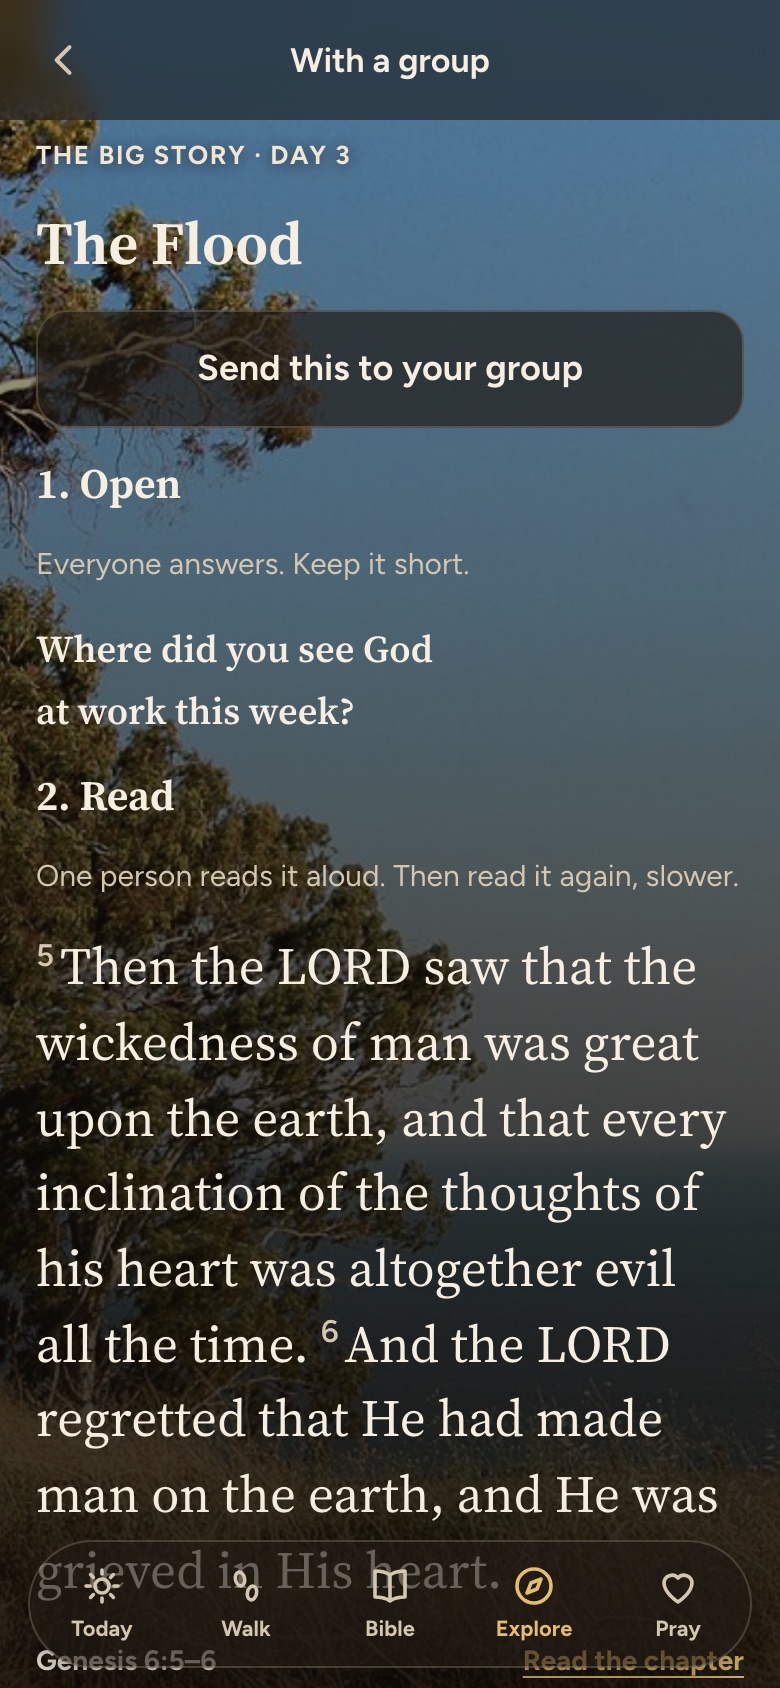 With a group
THE BIG STORY · DAY 3
The Flood
Send this to your group
1. Open
Everyone answers. Keep it short.
Where did you see God
at work this week?
2. Read
One person reads it aloud. Then read it again, slower.
5 Then the LORD saw that the
wickedness of man was great
upon the earth, and that every
inclination of the thoughts of
his heart was altogether evil
all the time. 6 And the LORD
regretted that He had made
man on the earth, and He was
grieved in His heart.
Today Walk Bible Explore Pray
Genesis 6:5–6 Read the chapter